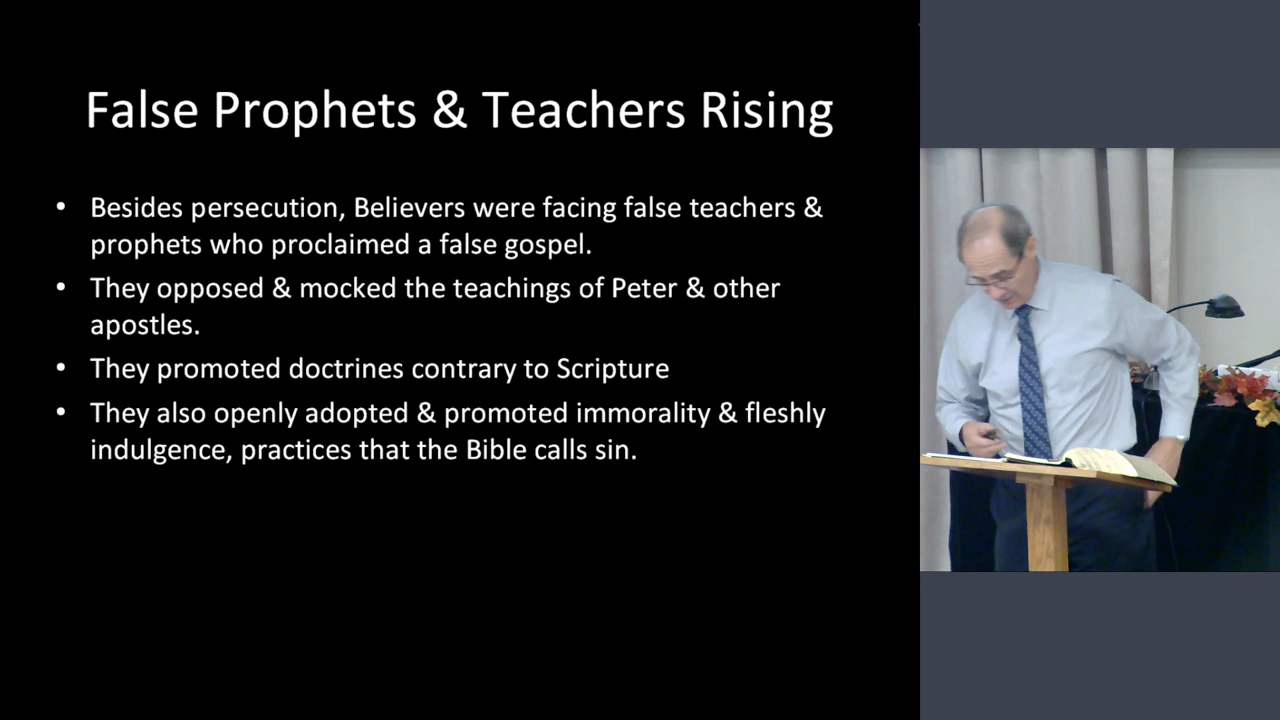 False Prophets & Teachers Rising
• Besides persecution, Believers were facing false teachers &
prophets who proclaimed a false gospel.
• They opposed & mocked the teachings of Peter & other
apostles.
• They promoted doctrines contrary to Scripture
• They also openly adopted & promoted immorality & fleshly
indulgence, practices that the Bible calls sin.